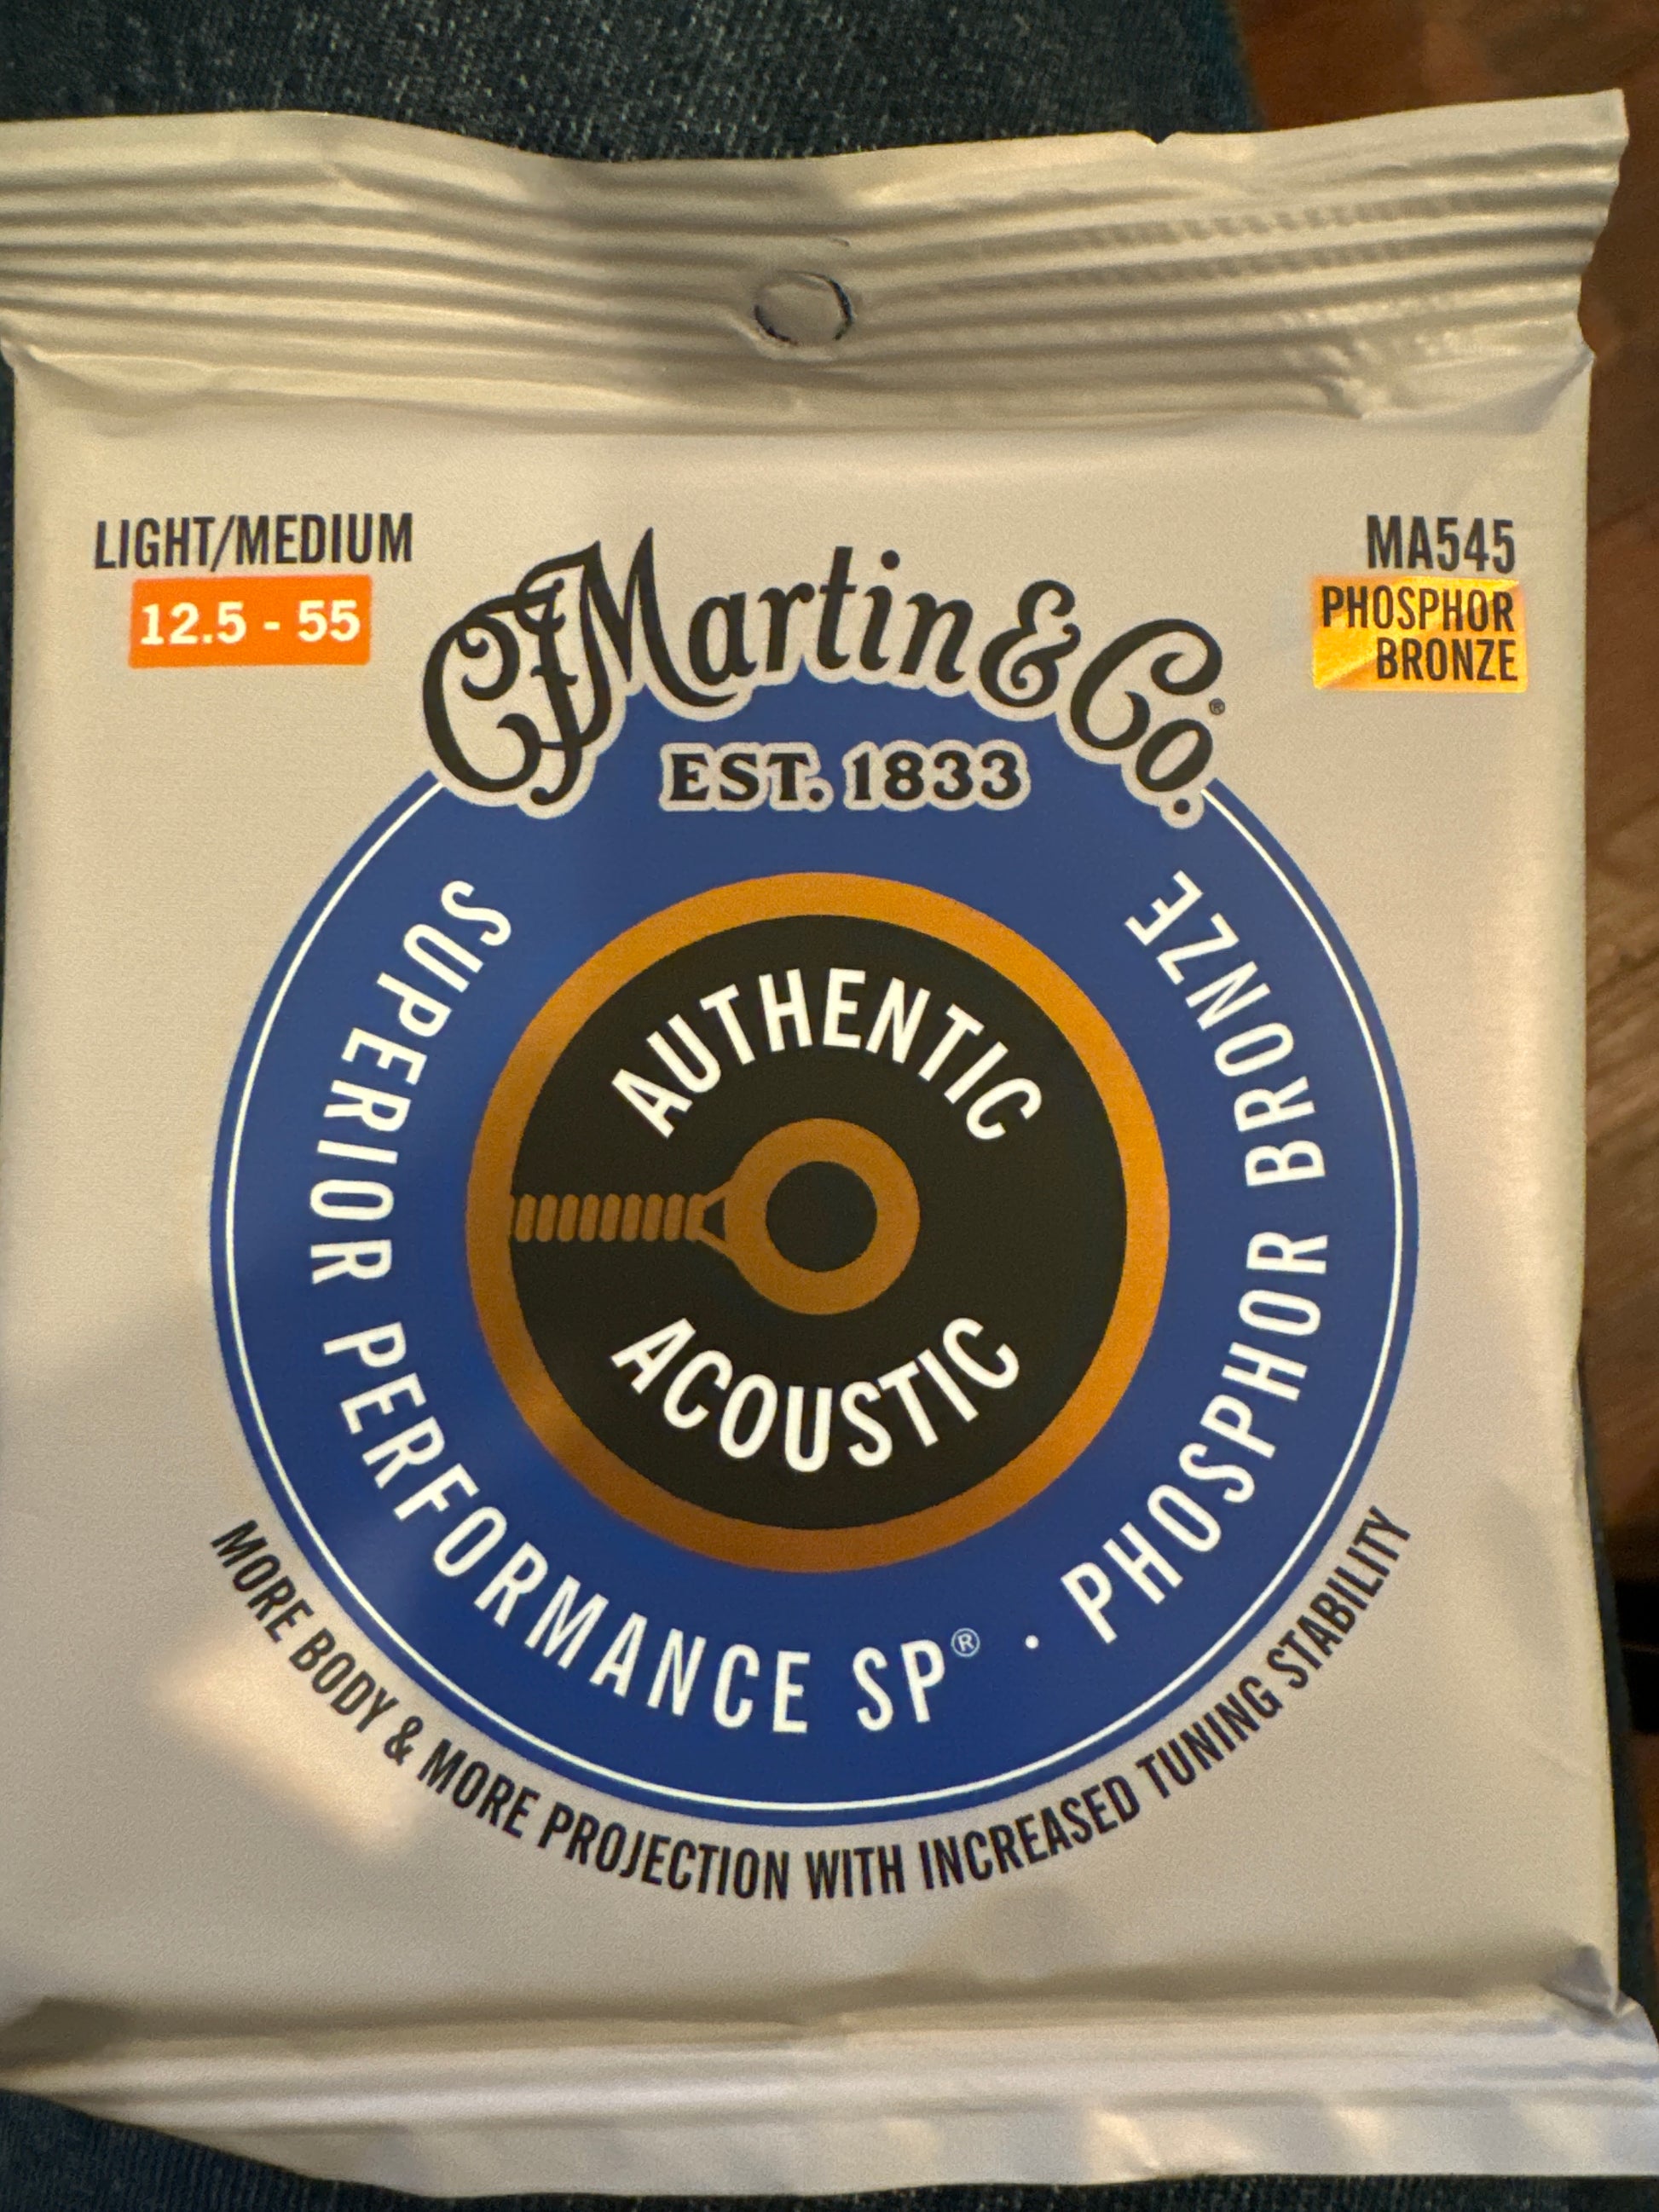 LIGHT/MEDIUM
12.5 - 55
MA545
PHOSPHOR
BRONZE
CFMartin & Co.®
EST. 1833
SUPERIOR PERFORMANCE SP® · PHOSPHOR BRONZE
AUTHENTIC
ACOUSTIC
MORE BODY & MORE PROJECTION WITH INCREASED TUNING STABILITY